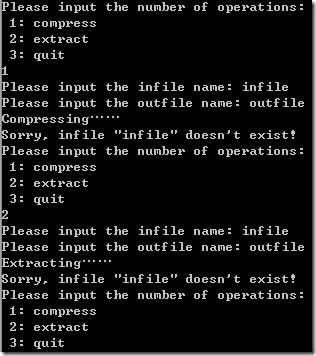 Please input the number of operations:
 1: compress
 2: extract
 3: quit
1
Please input the infile name: infile
Please input the outfile name: outfile
Compressing……
Sorry, infile "infile" doesn't exist!
Please input the number of operations:
 1: compress
 2: extract
 3: quit
2
Please input the infile name: infile
Please input the outfile name: outfile
Extracting……
Sorry, infile "infile" doesn't exist!
Please input the number of operations:
 1: compress
 2: extract
 3: quit